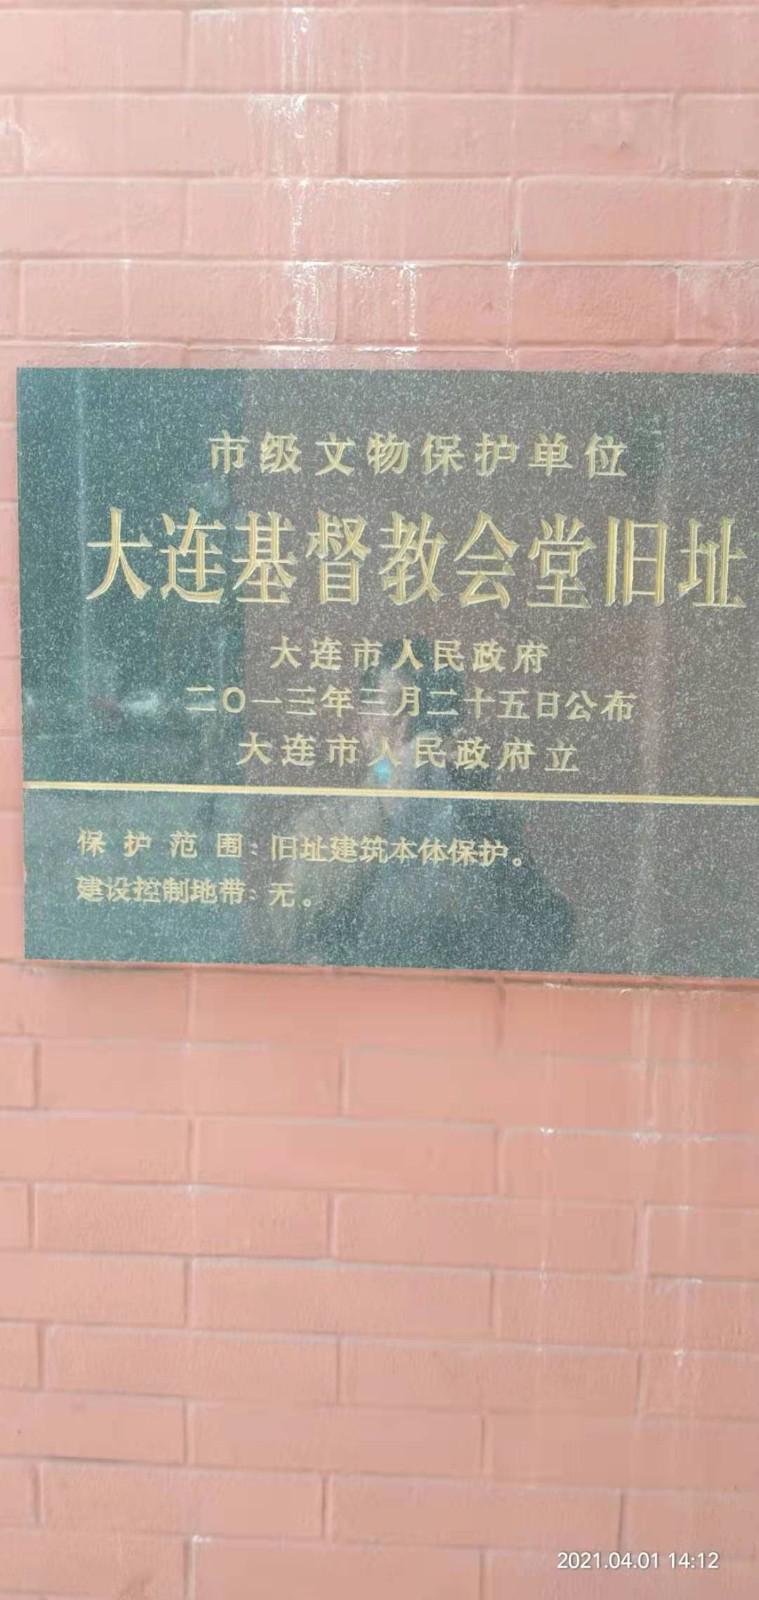 市级文物保护单位
大连基督教会堂旧址
大连市人民政府
二〇一三年三月二十五日公布
大连市人民政府立
保护范围：旧址建筑本体保护。
建设控制地带：无。
2021.04.01 14:12